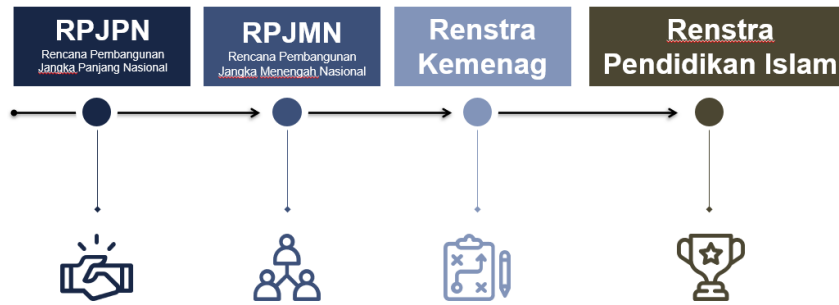 RPJPN
Rencana Pembangunan
Jangka Panjang Nasional
RPJMN
Rencana Pembangunan
Jangka Menengah Nasional
Renstra
Kemenag
Renstra
Pendidikan Islam